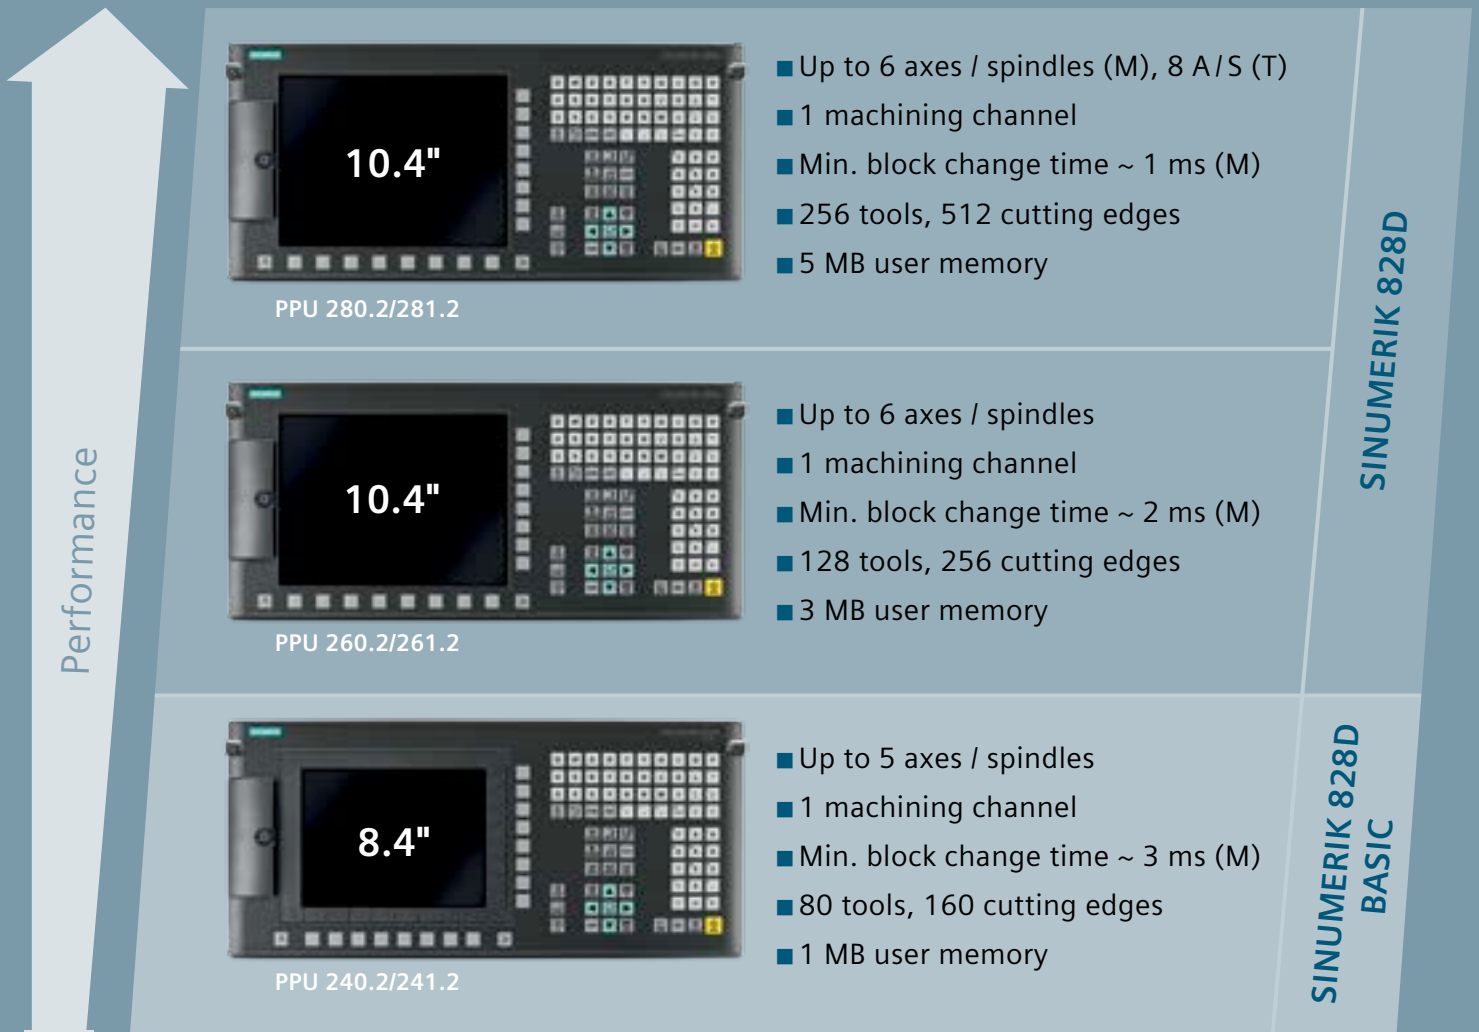 Performance
SIEMENS
10.4"
PPU 280.2/281.2
■ Up to 6 axes / spindles (M), 8 A/S (T)
■ 1 machining channel
■ Min. block change time ~ 1 ms (M)
■ 256 tools, 512 cutting edges
■ 5 MB user memory
SINUMERIK 828D
SIEMENS
10.4"
PPU 260.2/261.2
■ Up to 6 axes / spindles
■ 1 machining channel
■ Min. block change time ~ 2 ms (M)
■ 128 tools, 256 cutting edges
■ 3 MB user memory
SIEMENS
8.4"
PPU 240.2/241.2
■ Up to 5 axes / spindles
■ 1 machining channel
■ Min. block change time ~ 3 ms (M)
■ 80 tools, 160 cutting edges
■ 1 MB user memory
SINUMERIK 828D
BASIC